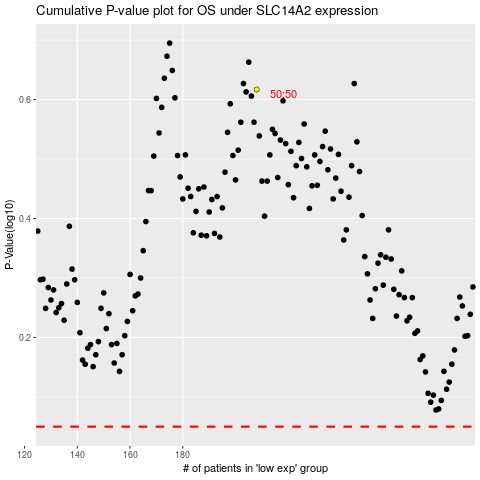 Cumulative P-value plot for OS under SLC14A2 expression
P-Value(log10)
0.6
0.4
0.2
50:50
120 140 160 180
# of patients in 'low exp' group